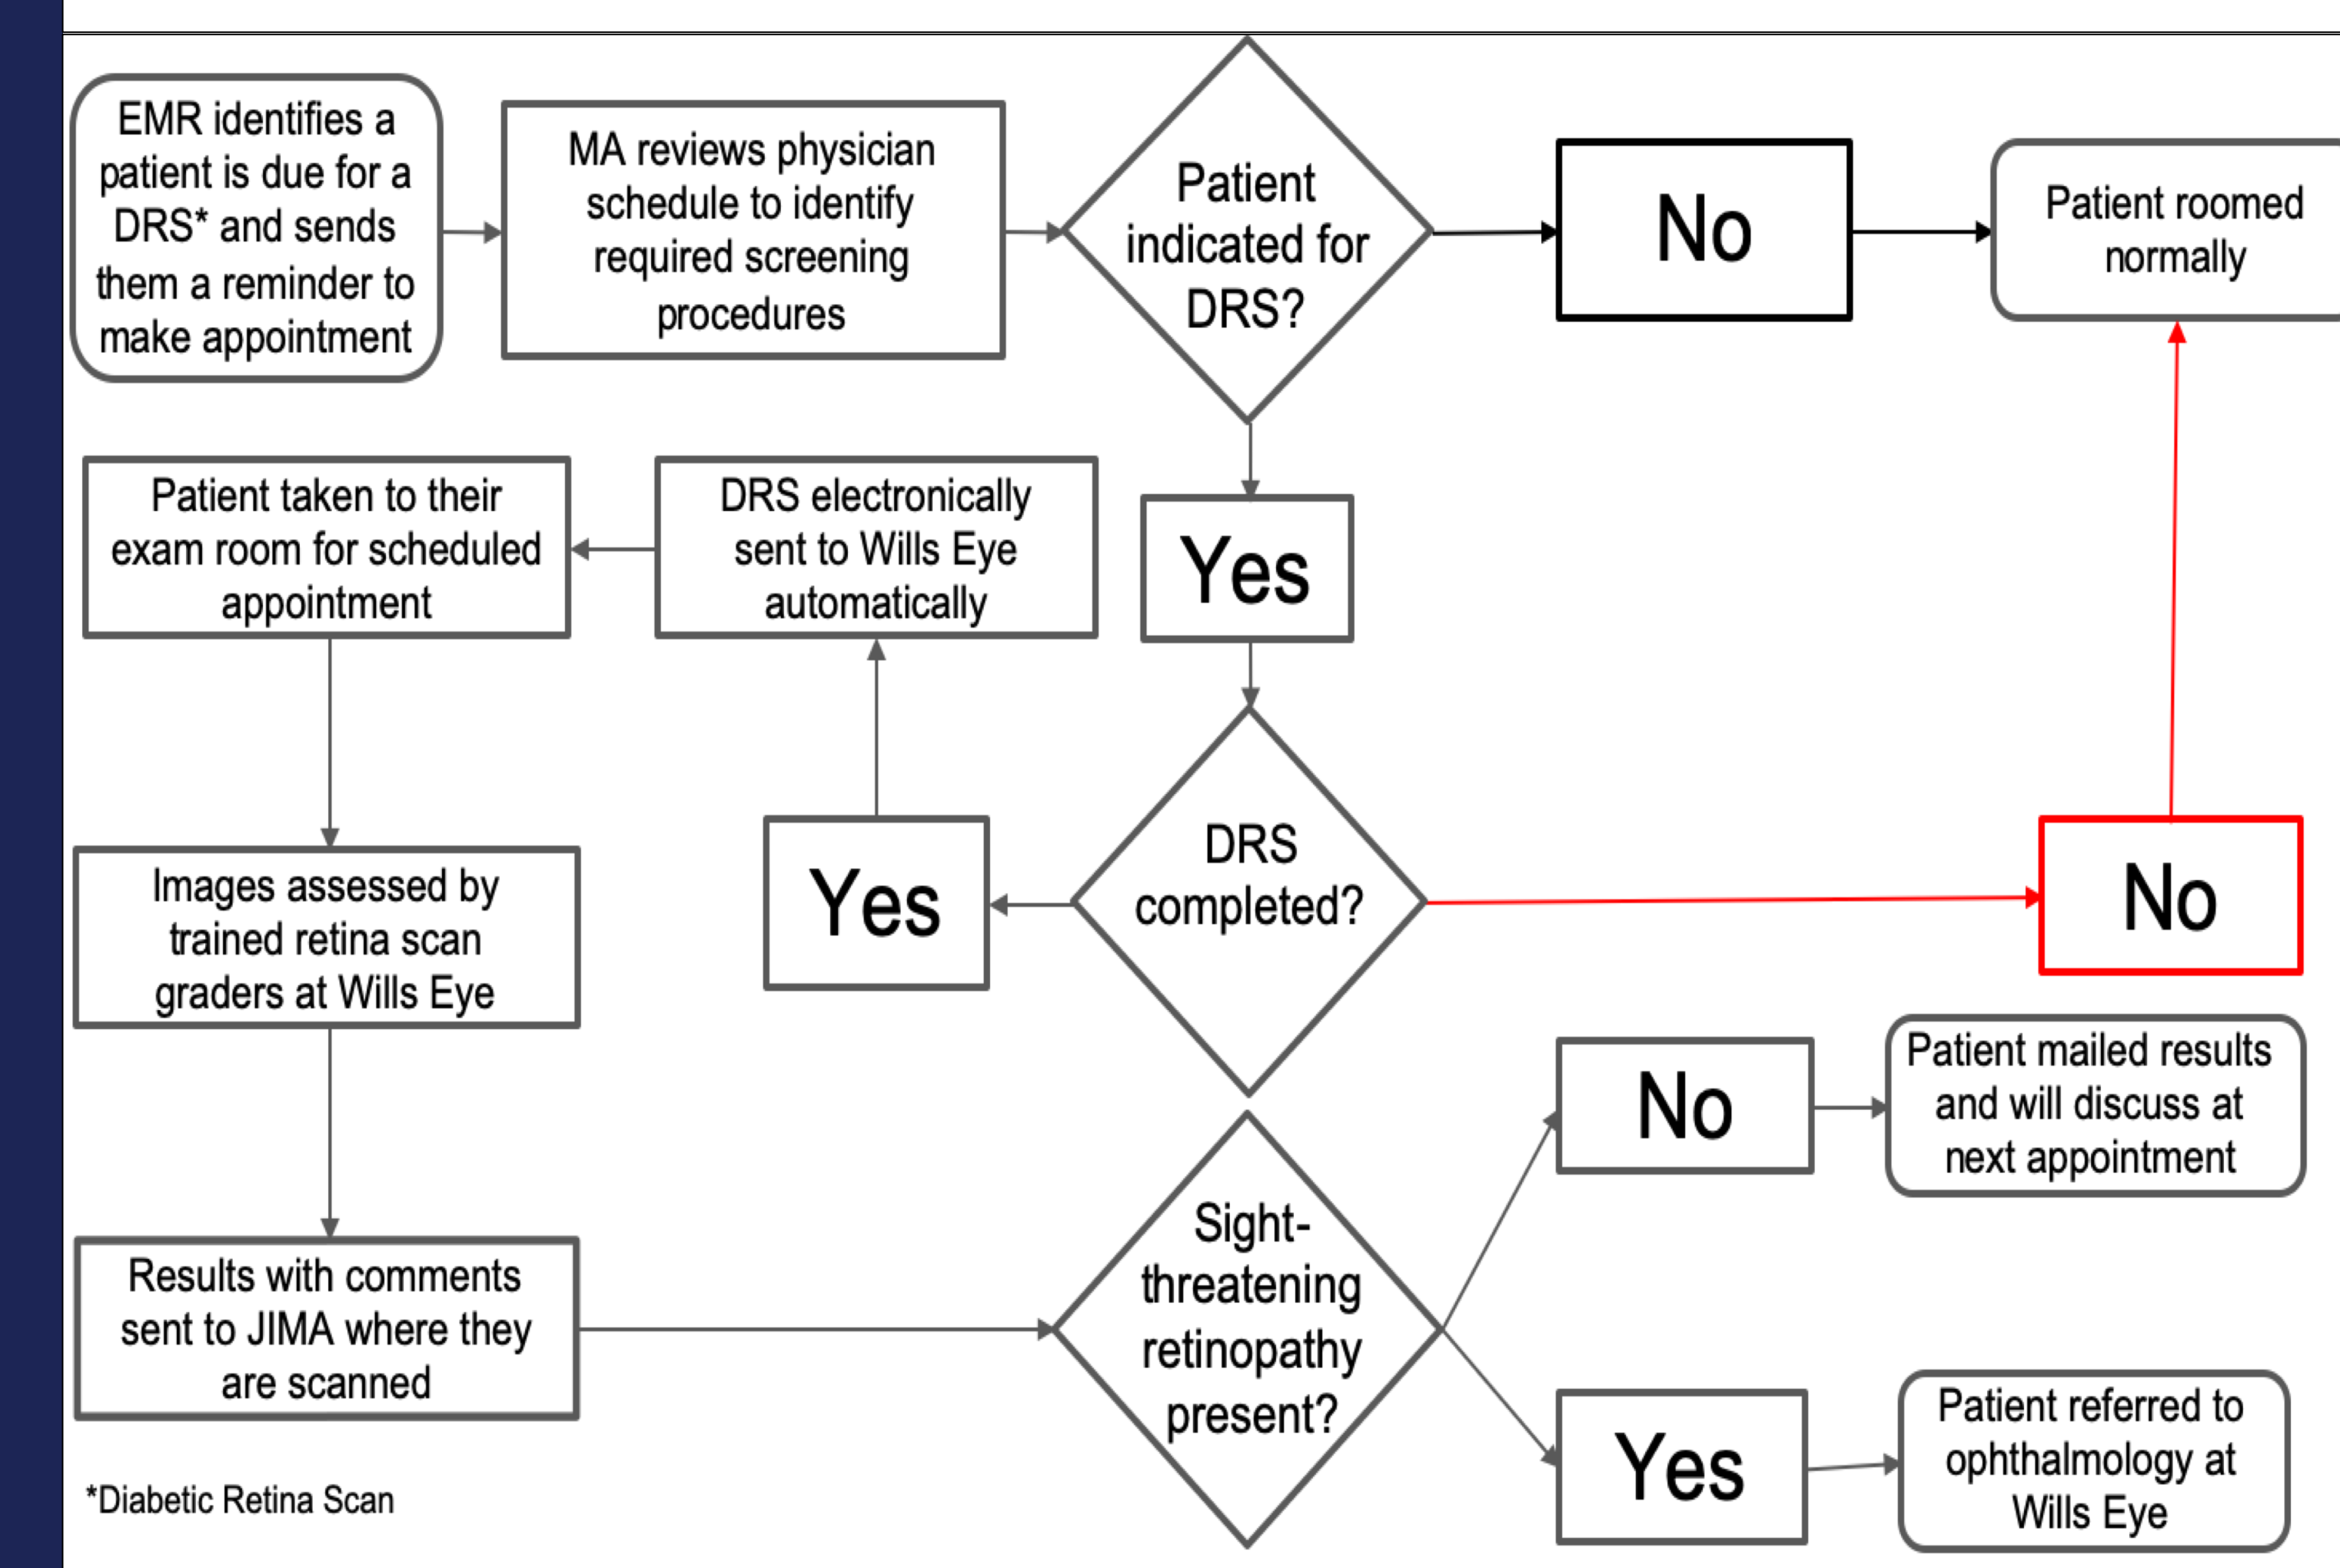 EMR identifies a
patient is due for a
DRS* and sends
them a reminder to
make appointment
MA reviews physician
schedule to identify
required screening
procedures
Patient
indicated for
DRS?
No
Patient roomed
normally
Patient taken to their
exam room for scheduled
appointment
DRS electronically
sent to Wills Eye
automatically
Yes
Images assessed by
trained retina scan
graders at Wills Eye
Yes
DRS
completed?
No
Results with comments
sent to JIMA where they
are scanned
Sight-
threatening
retinopathy
present?
No
Patient mailed results
and will discuss at
next appointment
Yes
Patient referred to
ophthalmology at
Wills Eye
*Diabetic Retina Scan